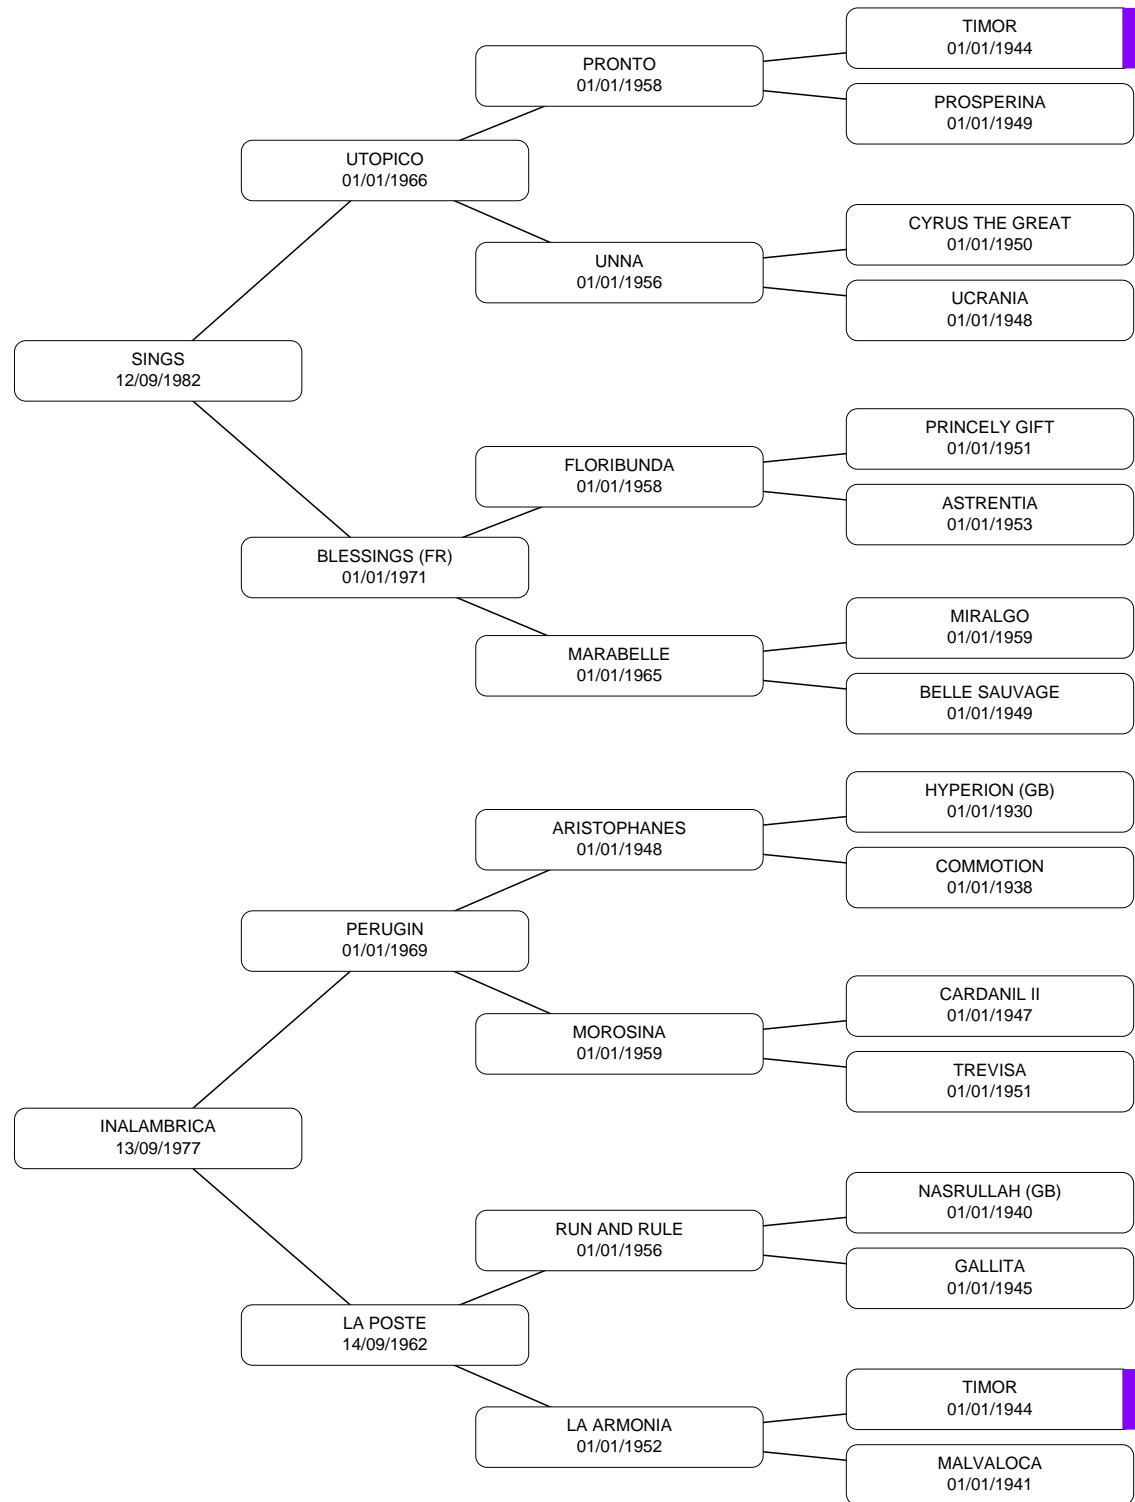 TIMOR
01/01/1944
PRONTO
01/01/1958
PROSPERINA
01/01/1949
UTOPICO
01/01/1966
CYRUS THE GREAT
01/01/1950
UNNA
01/01/1956
UCRANIA
01/01/1948
SINGS
12/09/1982
PRINCELY GIFT
01/01/1951
FLORIBUNDA
01/01/1958
ASTRENTIA
01/01/1953
BLESSINGS (FR)
01/01/1971
MIRALGO
01/01/1959
MARABELLE
01/01/1965
BELLE SAUVAGE
01/01/1949
HYPERION (GB)
01/01/1930
ARISTOPHANES
01/01/1948
COMMOTION
01/01/1938
PERUGIN
01/01/1969
CARDANIL II
01/01/1947
MOROSINA
01/01/1959
TREVISA
01/01/1951
INALAMBRICA
13/09/1977
NASRULLAH (GB)
01/01/1940
RUN AND RULE
01/01/1956
GALLITA
01/01/1945
LA POSTE
14/09/1962
TIMOR
01/01/1944
LA ARMONIA
01/01/1952
MALVALOCA
01/01/1941